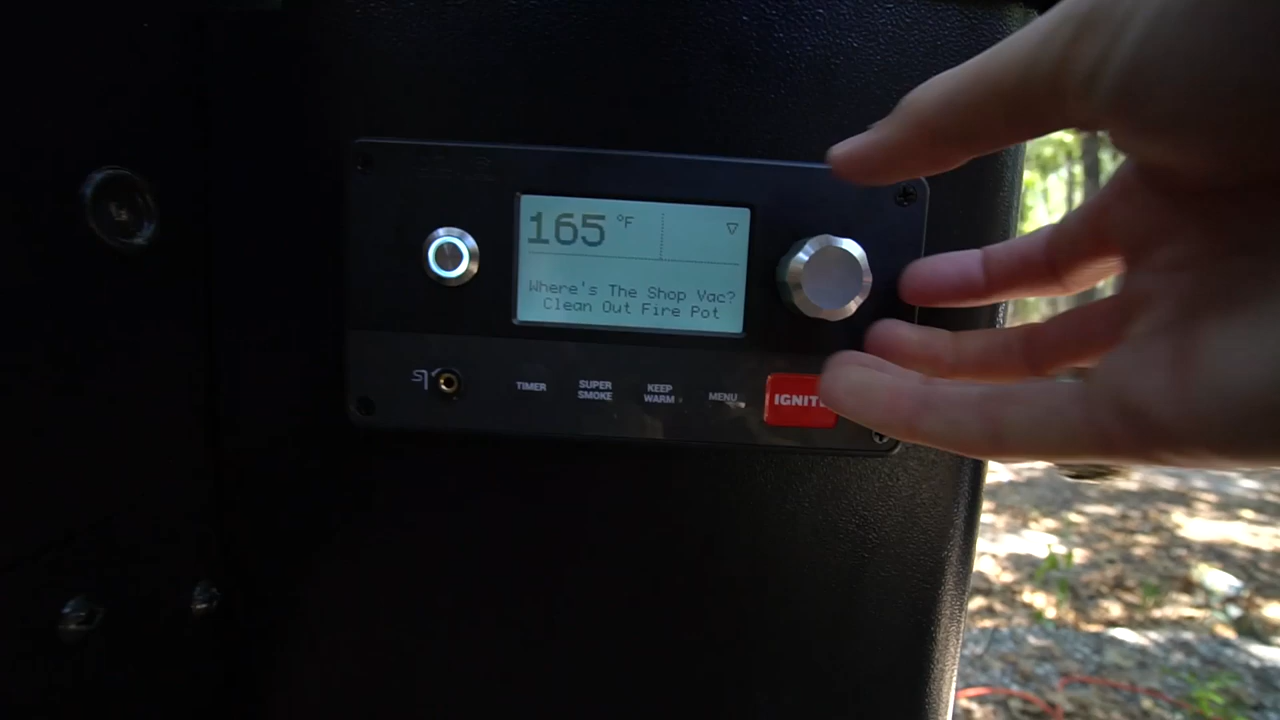 165 °F
Where's The Shop Vac?
Clean Out Fire Pot
TIMER
SUPER
SMOKE
KEEP
WARM
MENU
IGNITE